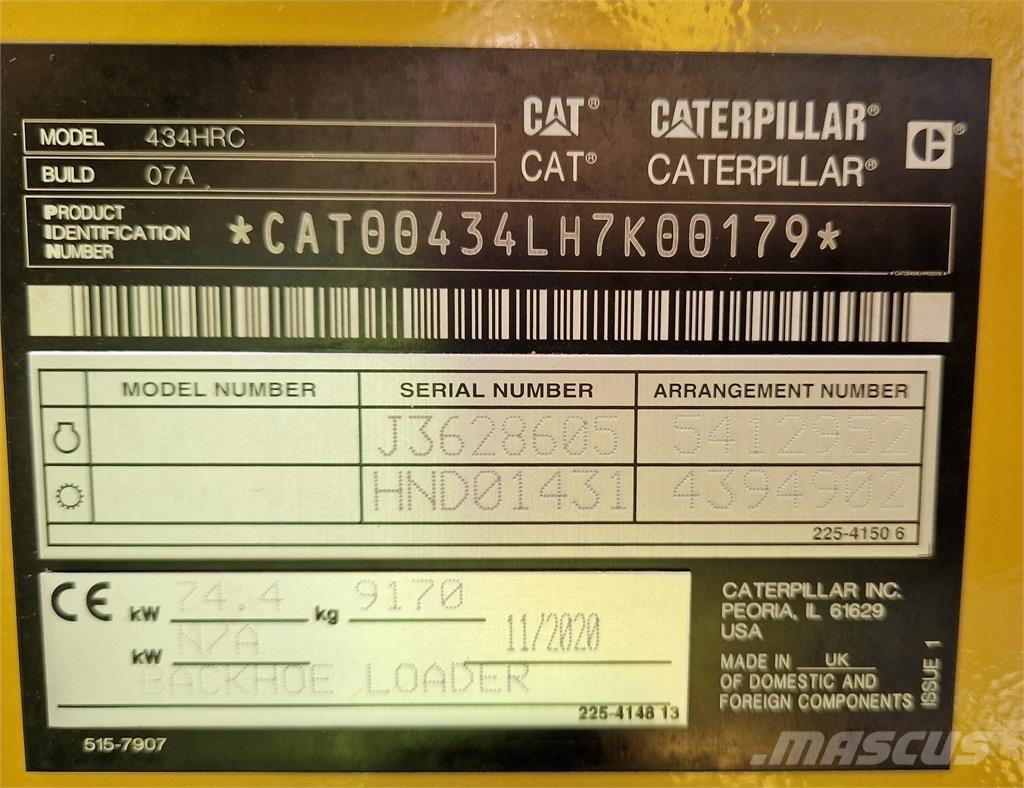 CAT® CATERPILLAR®
MODEL 434HRC
CAT® CATERPILLAR®
BUILD 07A
PRODUCT
IDENTIFICATION
NUMBER
*CAT00434LH7K00179*
MODEL NUMBER SERIAL NUMBER ARRANGEMENT NUMBER
J3628605 5412952
HND01431 4394902
225-4150 6
CE kW 74.4 kg 9170
kW N/A 11/2020
BACKHOE LOADER
225-4148 13
515-7907
CATERPILLAR INC.
PEORIA, IL 61629
USA
MADE IN UK
OF DOMESTIC AND
FOREIGN COMPONENTS
ISSUE 1
MASCUS